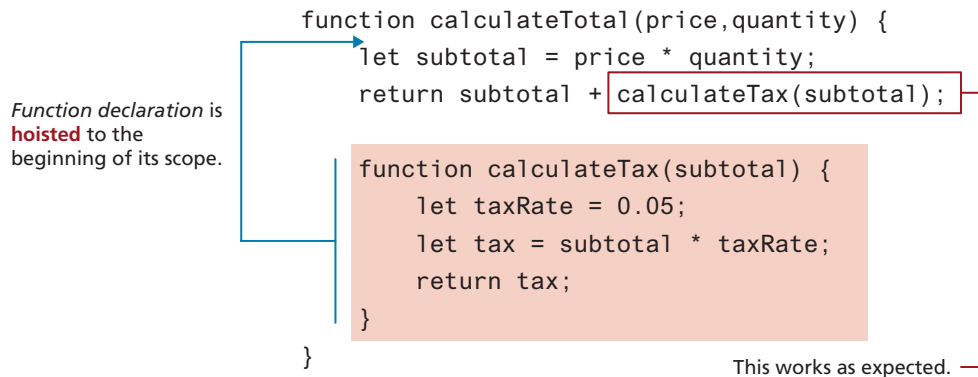 function calculateTotal(price,quantity) {
let subtotal = price * quantity;
return subtotal + calculateTax(subtotal);
Function declaration is
hoisted to the
beginning of its scope.
function calculateTax(subtotal) {
let taxRate = 0.05;
let tax = subtotal * taxRate;
return tax;
}
}
This works as expected.